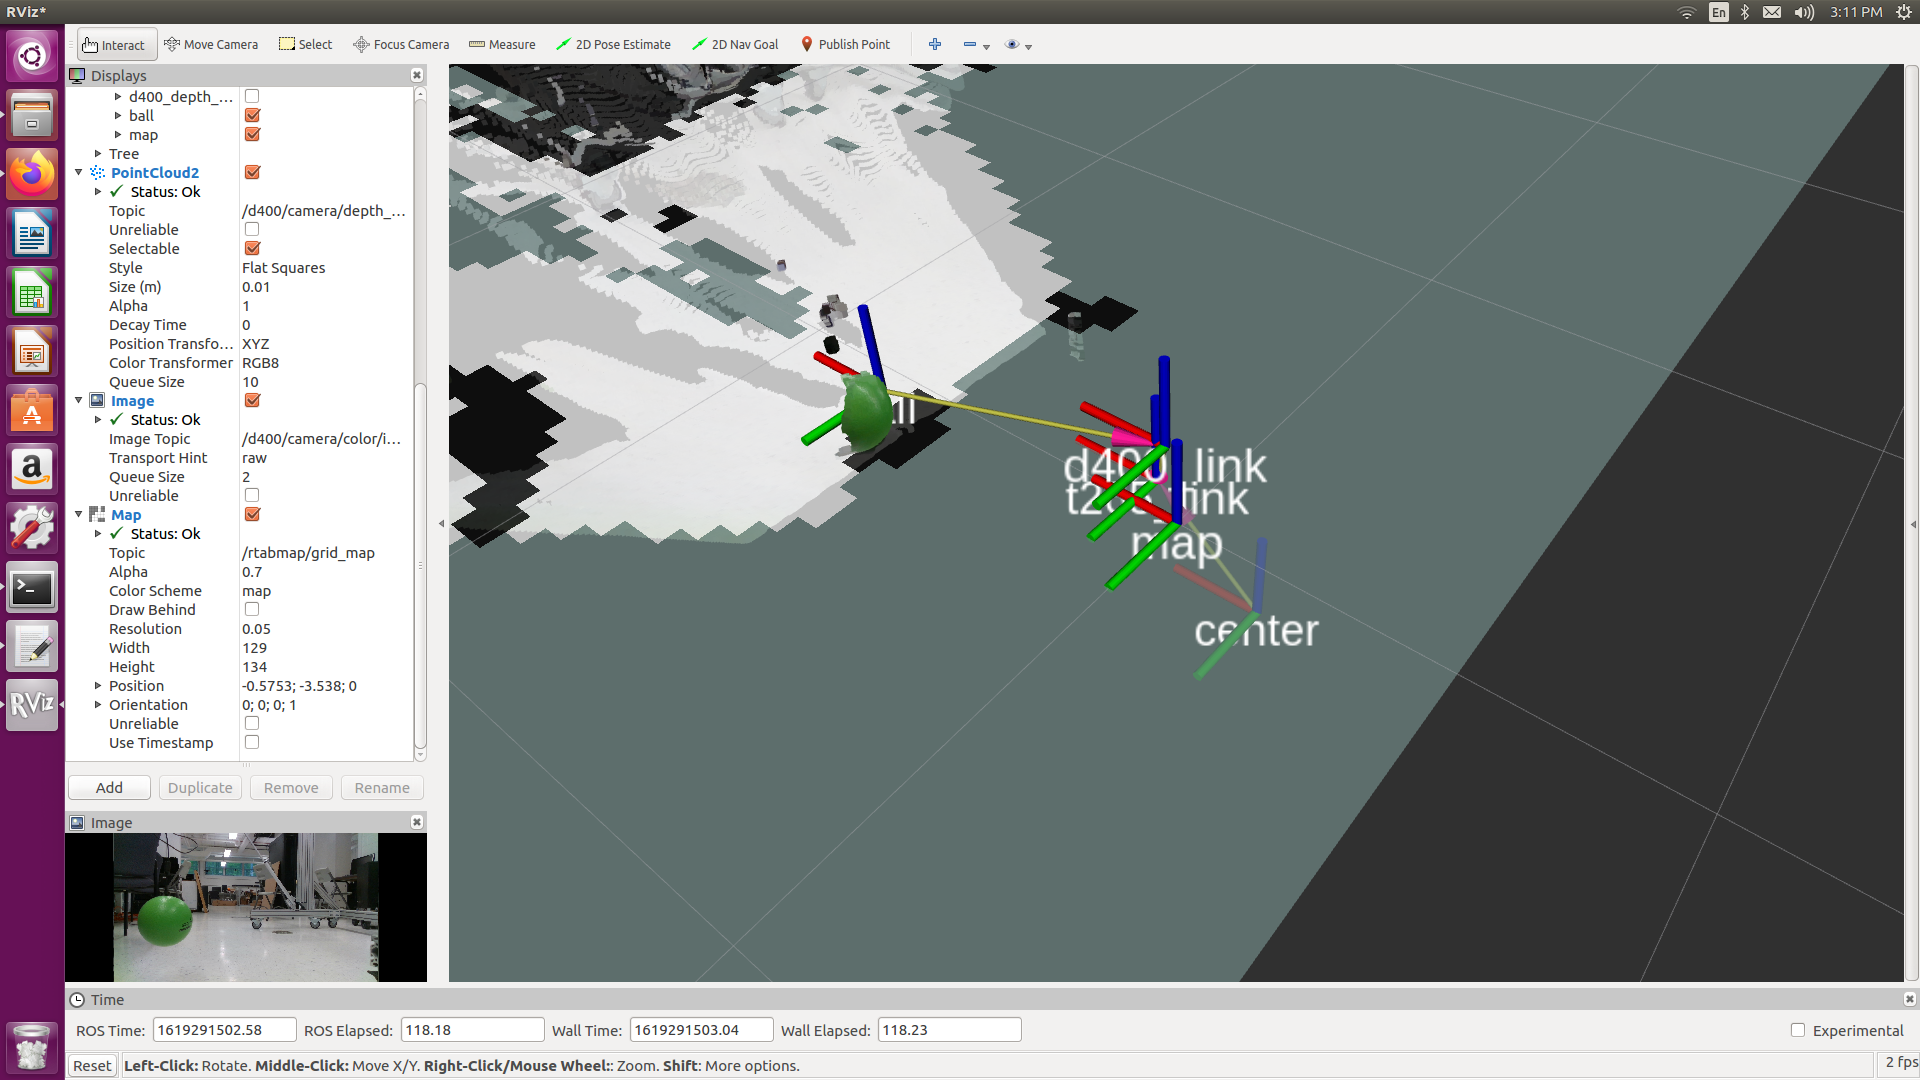 RViz*
En
3:11 PM
Interact
Move Camera
Select
Focus Camera
Measure
2D Pose Estimate
2D Nav Goal
Publish Point
Displays
d400_depth_...
ball
map
Tree
PointCloud2
Status: Ok
Topic /d400/camera/depth_...
Unreliable
Selectable
Style Flat Squares
Size (m) 0.01
Alpha 1
Decay Time 0
Position Transfo... XYZ
Color Transformer RGB8
Queue Size 10
Image
Status: Ok
Image Topic /d400/camera/color/i...
Transport Hint raw
Queue Size 2
Unreliable
Map
Status: Ok
Topic /rtabmap/grid_map
Alpha 0.7
Color Scheme map
Draw Behind
Resolution 0.05
Width 129
Height 134
Position -0.5753; -3.538; 0
Orientation 0; 0; 0; 1
Unreliable
Use Timestamp
Add Duplicate Remove Rename
Image
RViz
d400_link
t265_link
map
center
Time
ROS Time: 1619291502.58 ROS Elapsed: 118.18 Wall Time: 1619291503.04 Wall Elapsed: 118.23 Experimental
Reset Left-Click: Rotate. Middle-Click: Move X/Y. Right-Click/Mouse Wheel:: Zoom. Shift: More options. 2 fps